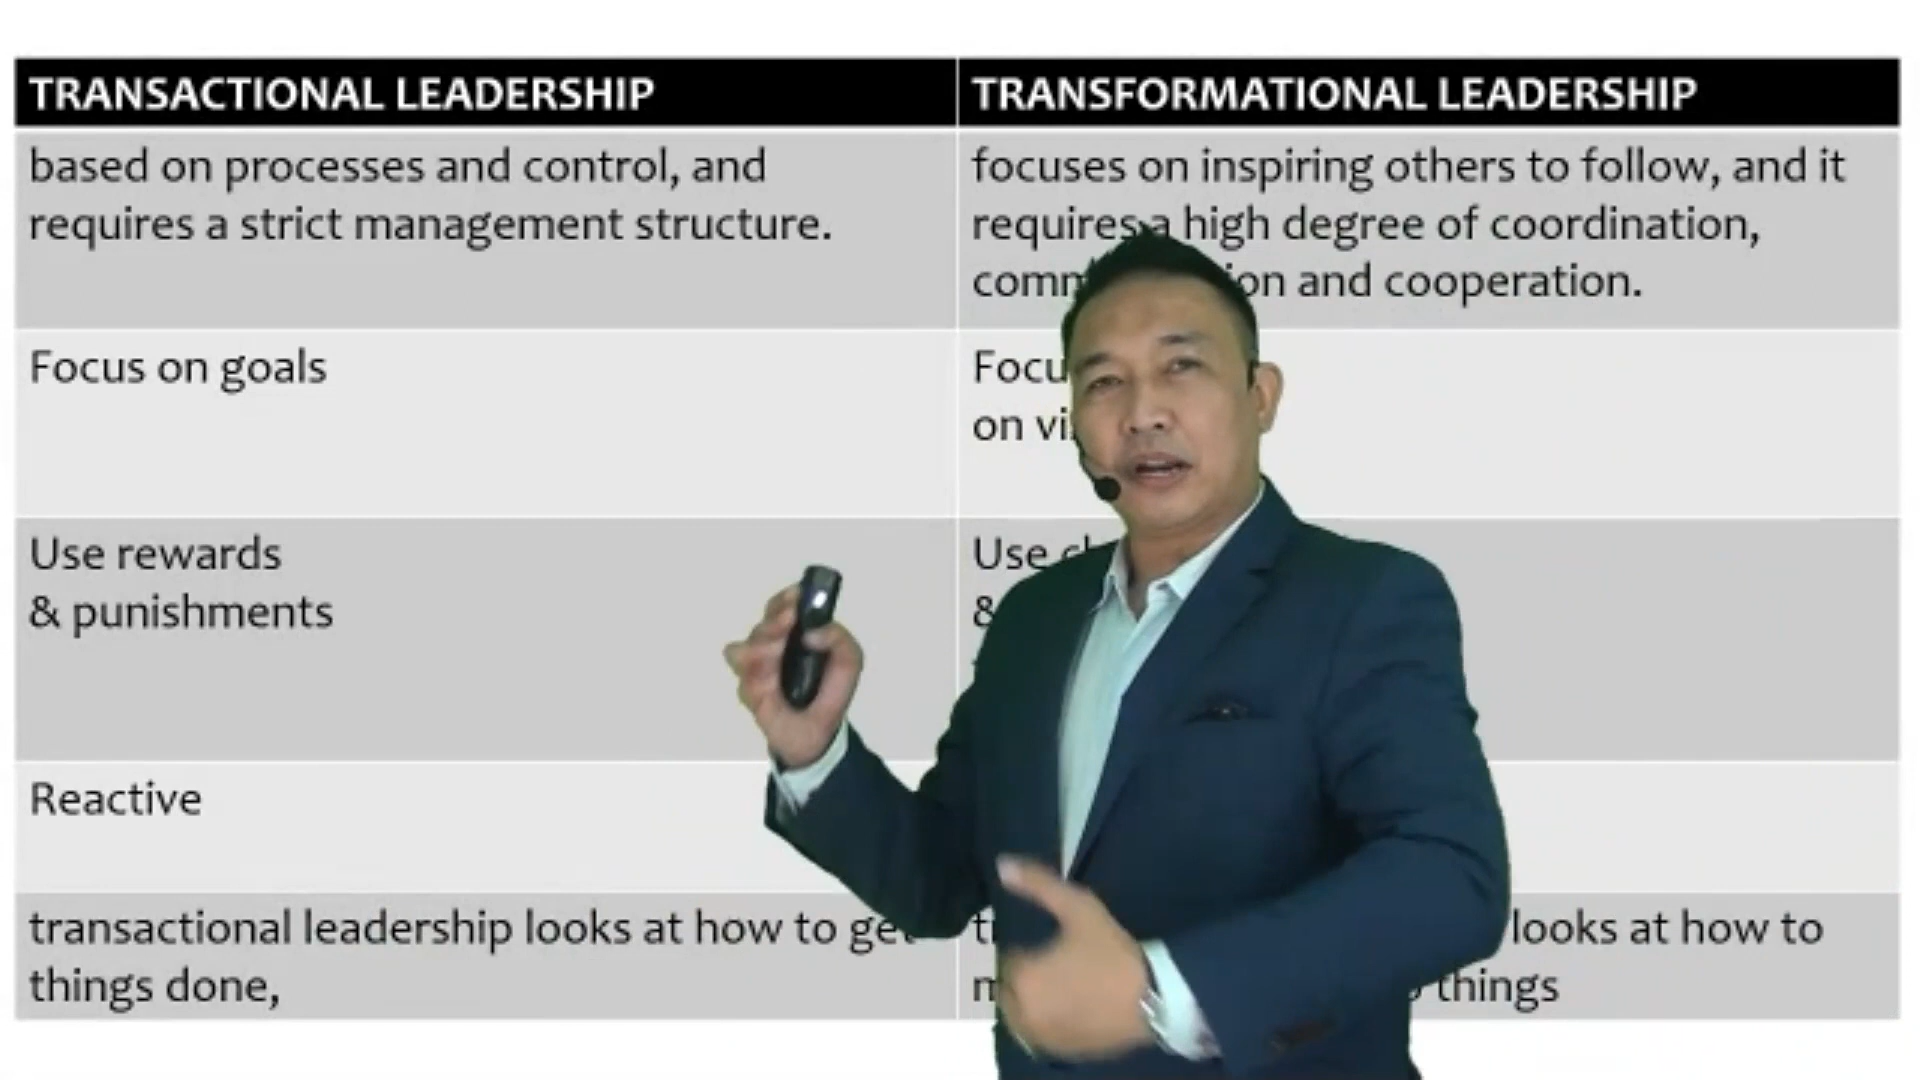 TRANSACTIONAL LEADERSHIP
TRANSFORMATIONAL LEADERSHIP
based on processes and control, and
requires a strict management structure.
focuses on inspiring others to follow, and it
requires a high degree of coordination,
and cooperation.
Focus on goals
on
Use rewards
& punishments
Use
&
Reactive
transactional leadership looks at how to get
things done,
looks at how to
things